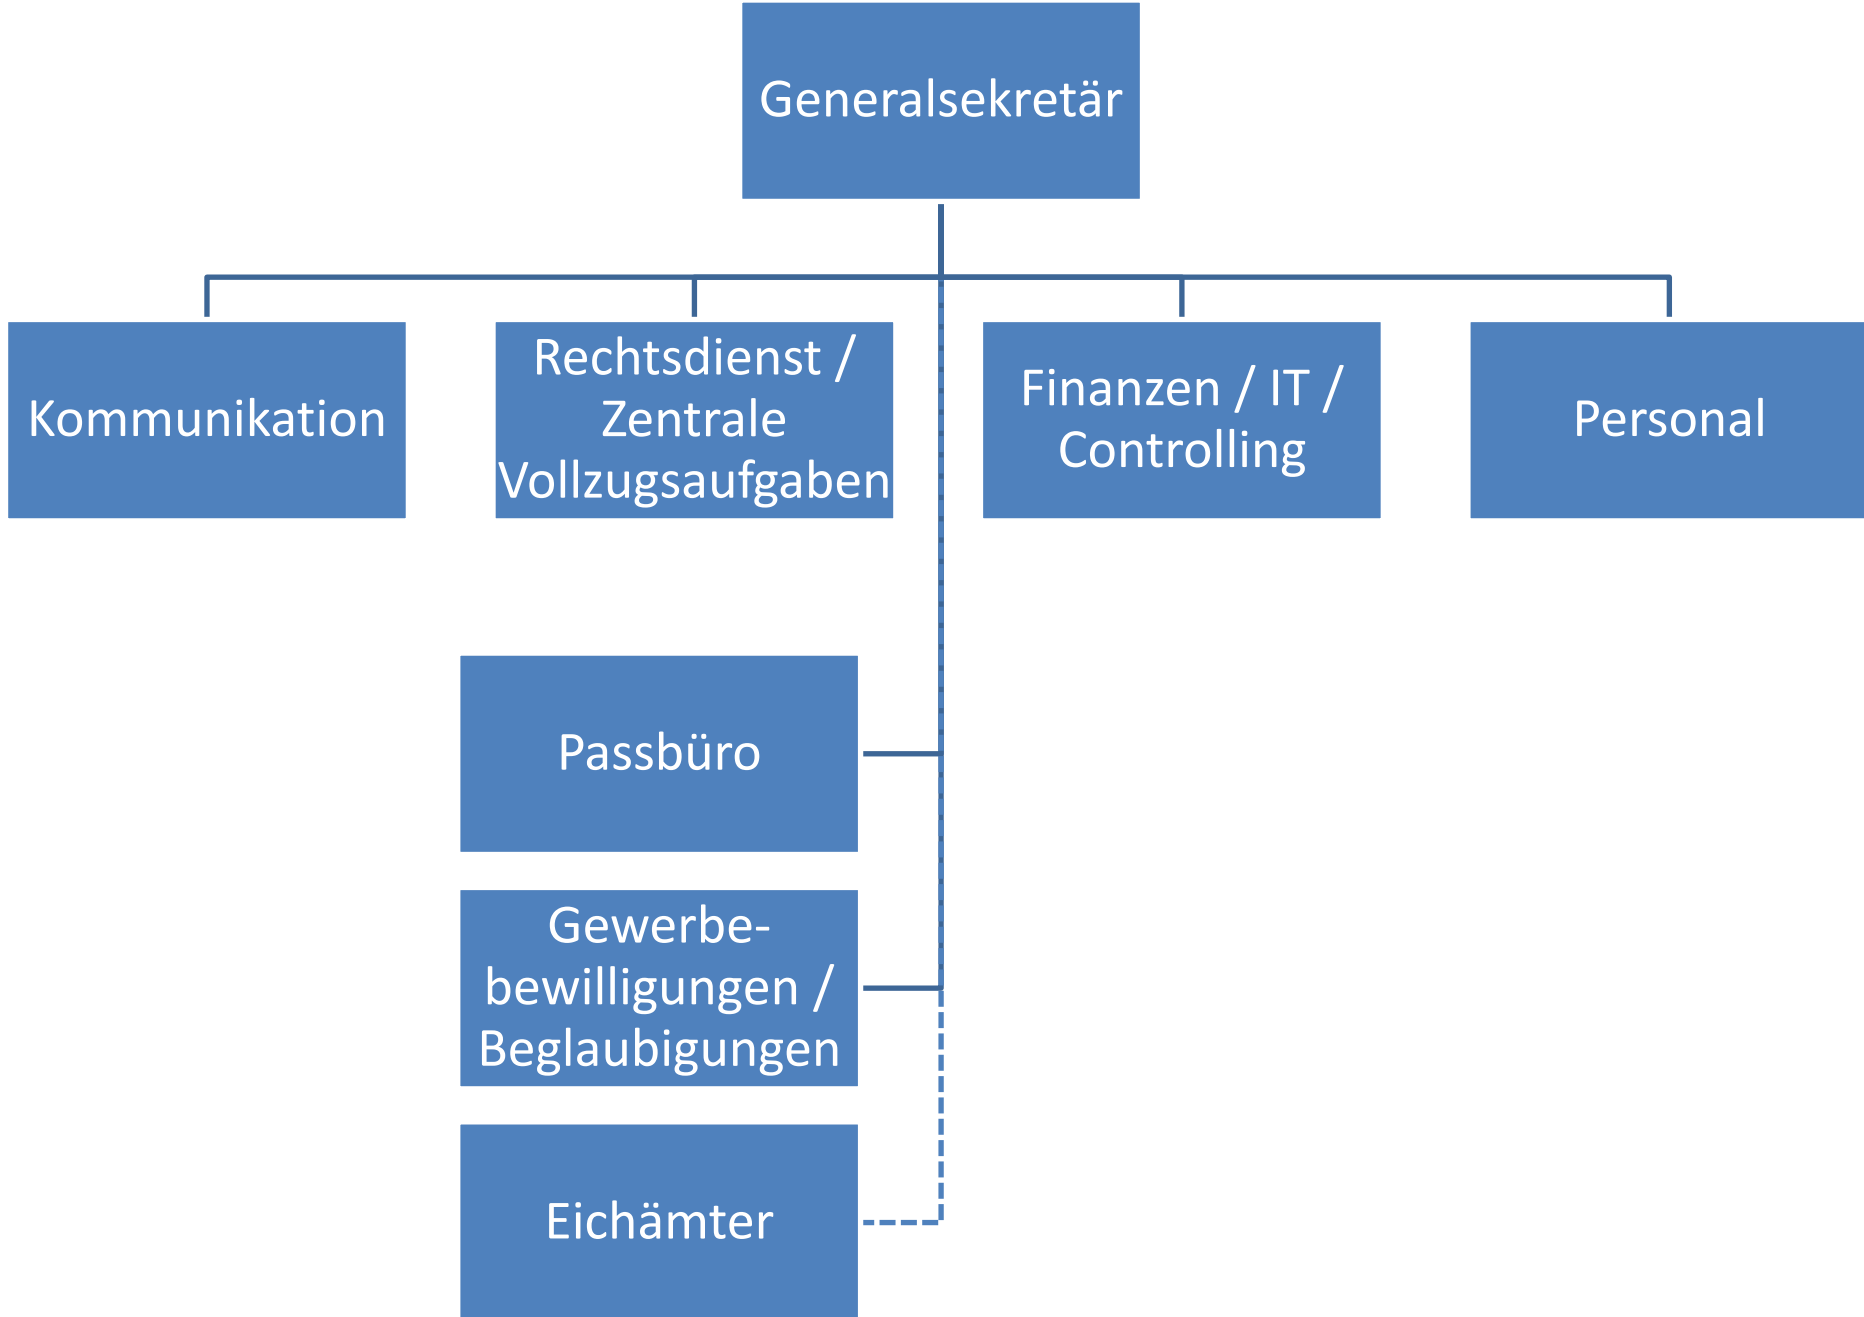 Generalsekretär
Kommunikation
Rechtsdienst /
Zentrale
Vollzugsaufgaben
Finanzen / IT /
Controlling
Personal
Passbüro
Gewerbe-
bewilligungen /
Beglaubigungen
Eichämter